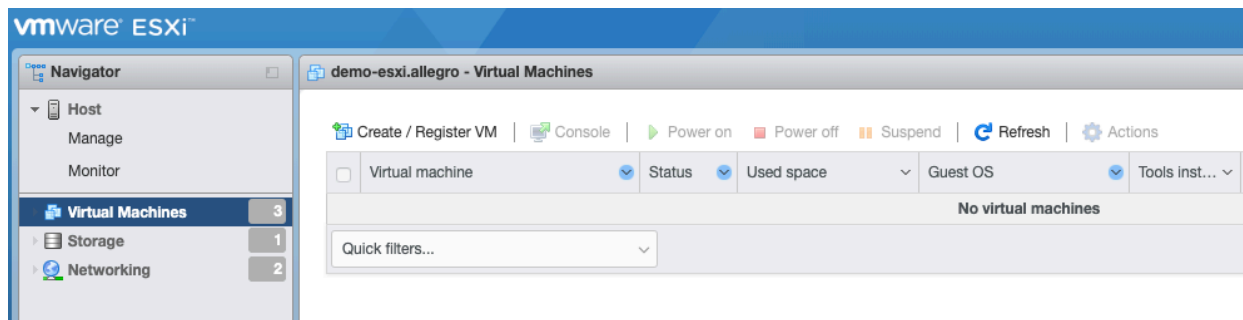 vmware ESXi™
Navigator
Host
Manage
Monitor
Virtual Machines 3
Storage 1
Networking 2
demo-esxi.allegro - Virtual Machines
Create / Register VM | Console | Power on Power off Suspend | Refresh | Actions
Virtual machine Status Used space Guest OS Tools inst...
No virtual machines
Quick filters...